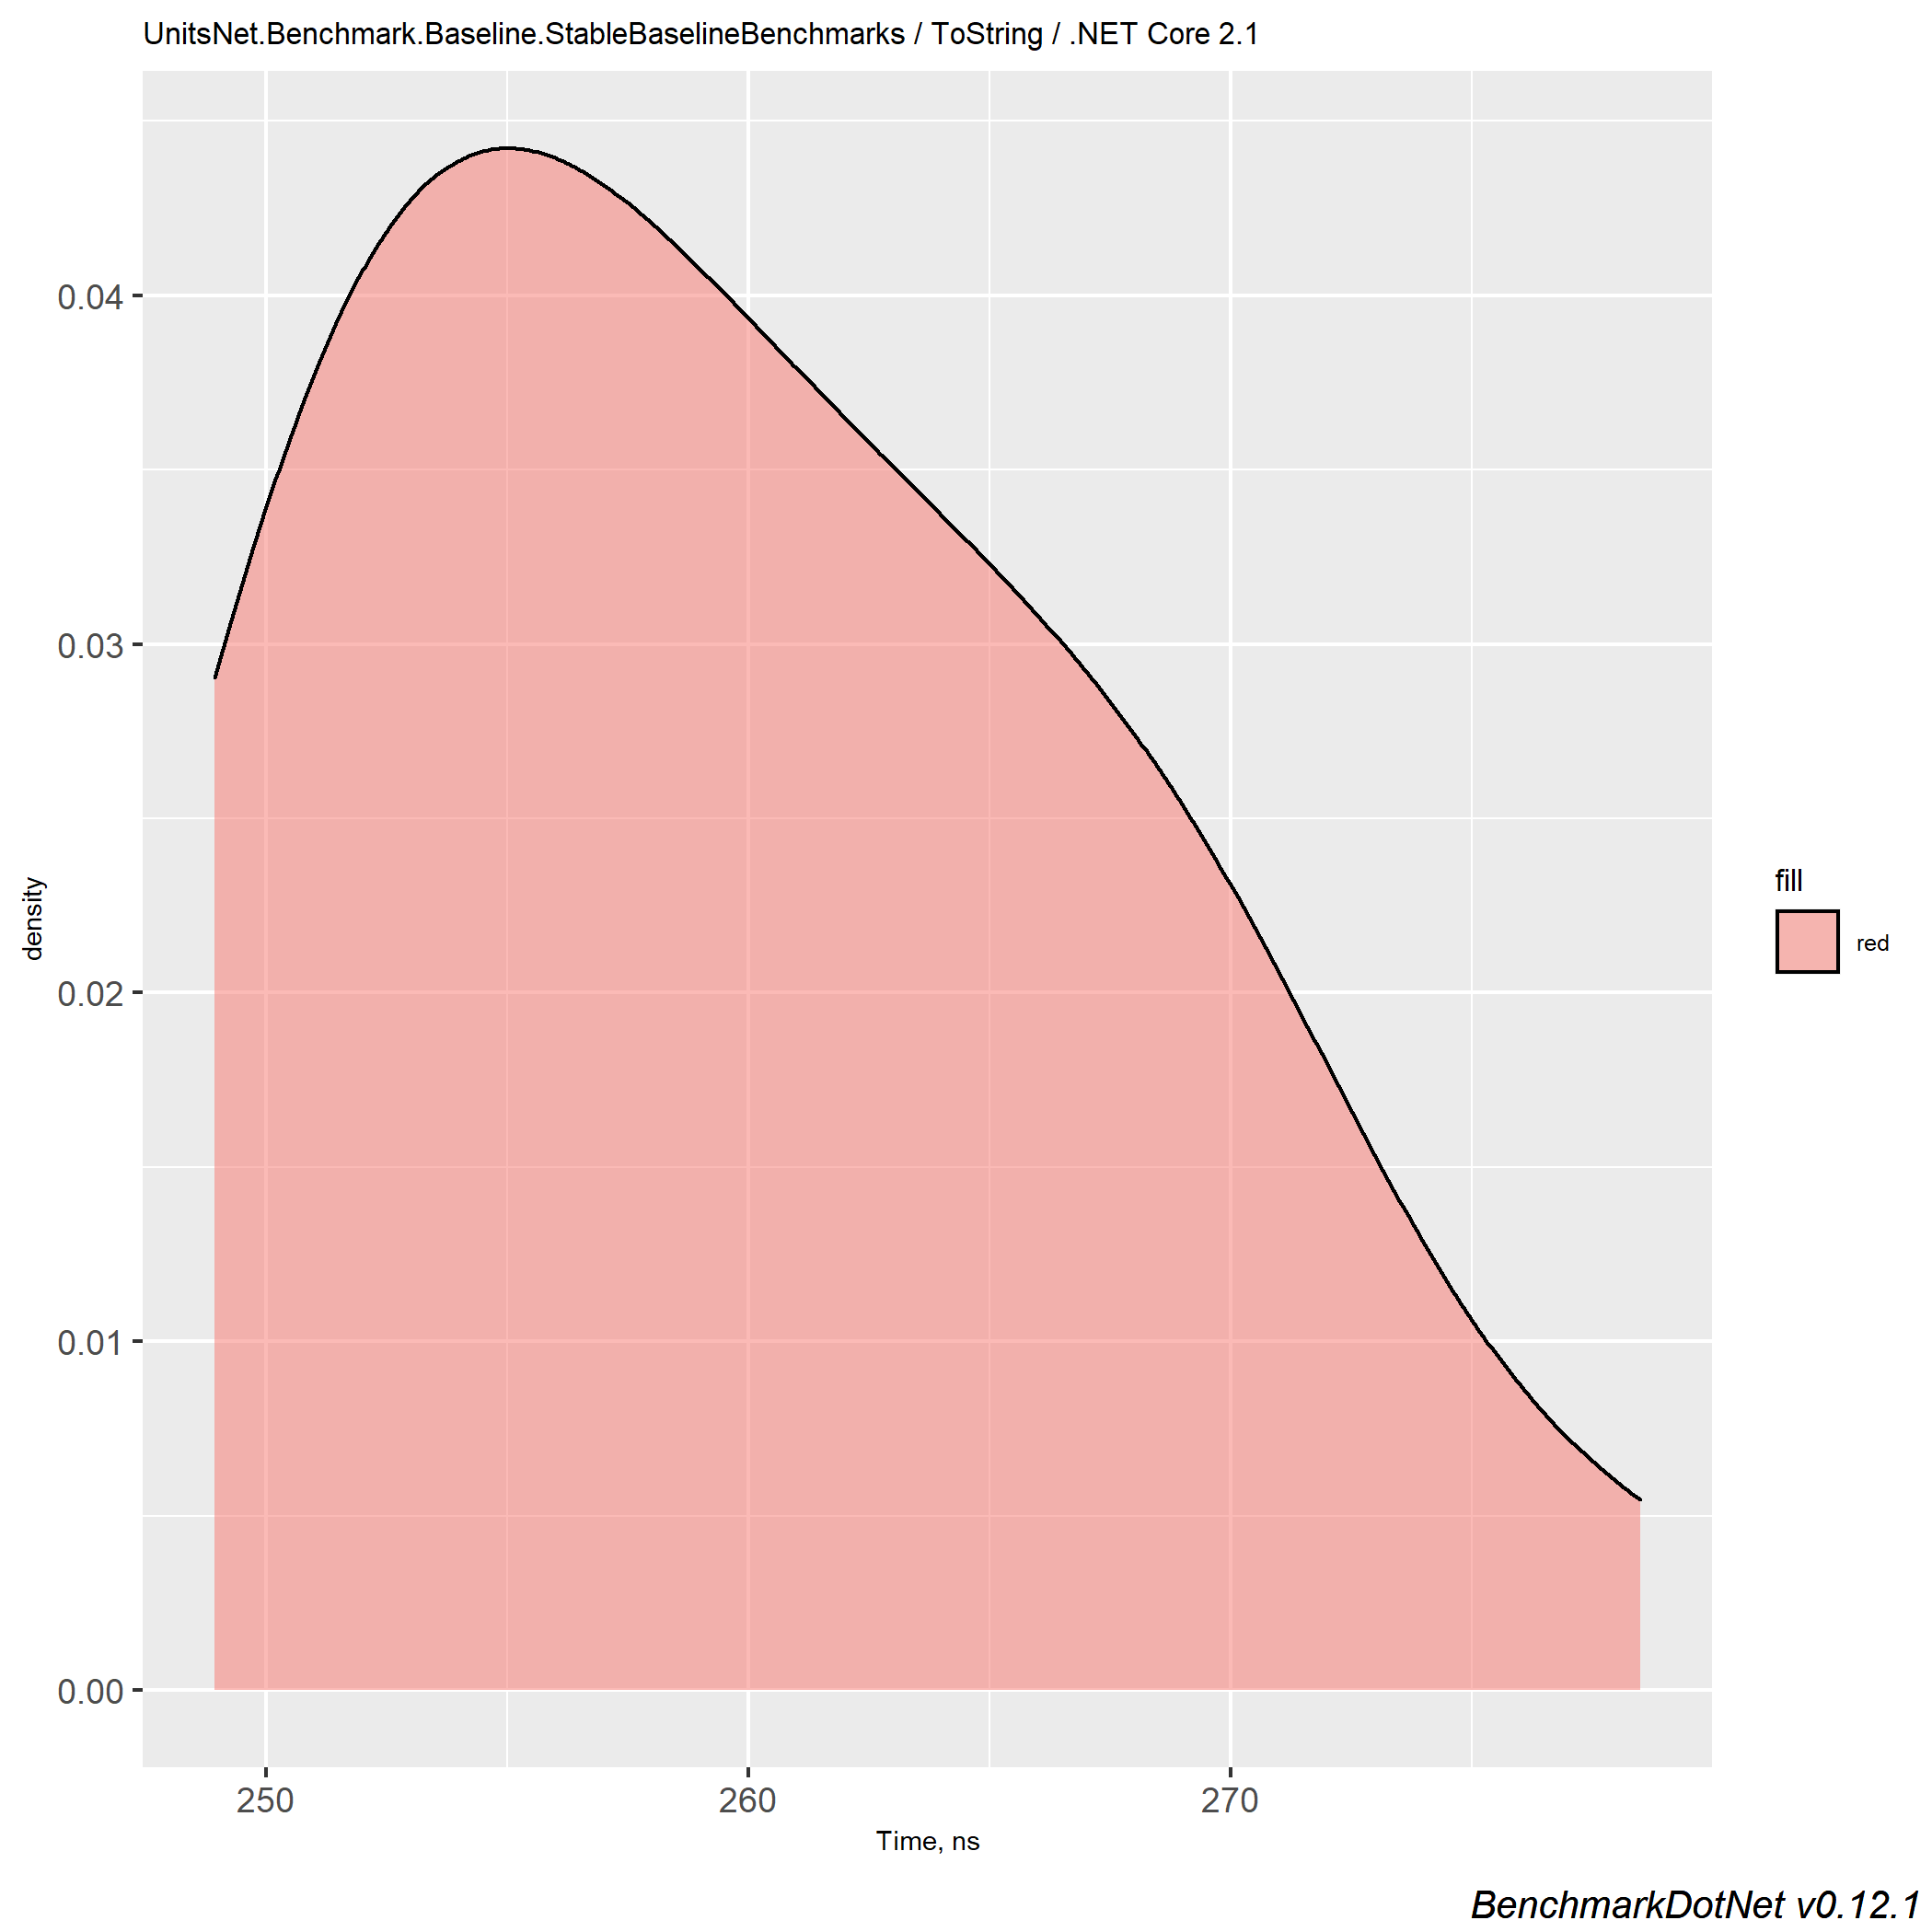 UnitsNet.Benchmark.Baseline.StableBaselineBenchmarks / ToString / .NET Core 2.1
density
0.04
0.03
0.02
0.01
0.00
250 260 270
Time, ns
fill
red
BenchmarkDotNet v0.12.1